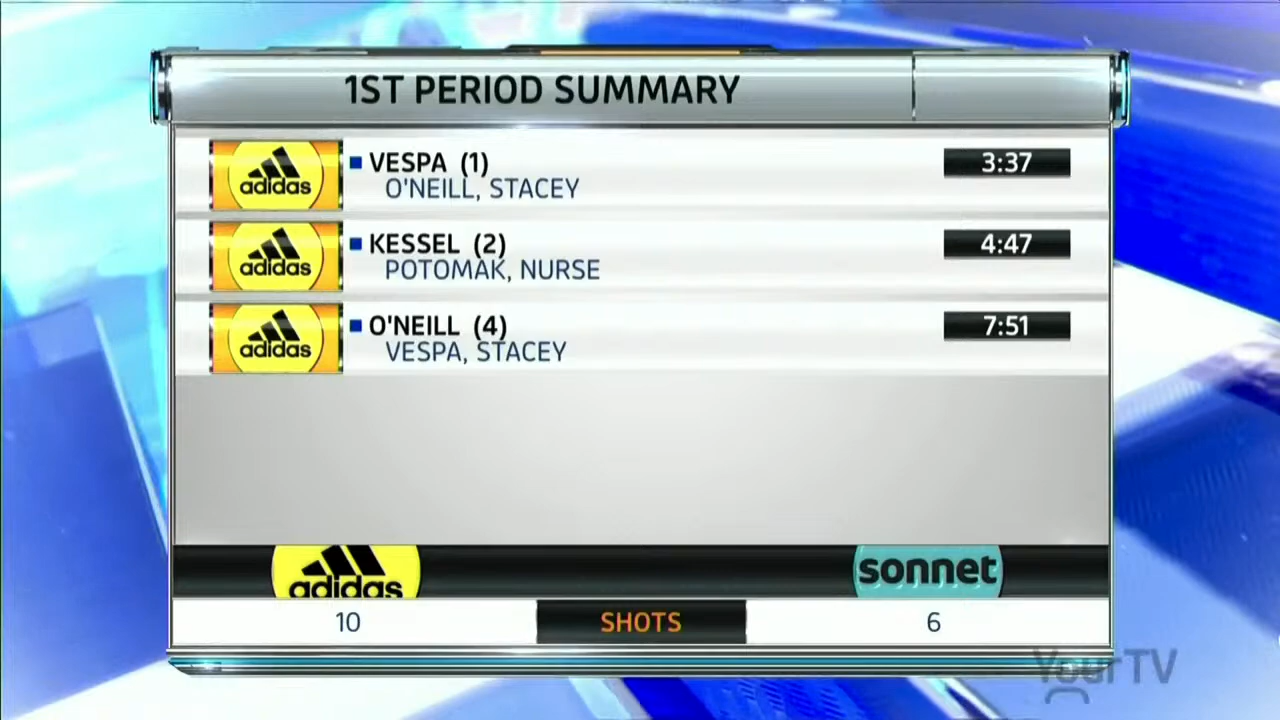 1ST PERIOD SUMMARY
adidas
VESPA (1)
3:37
O'NEILL, STACEY
adidas
KESSEL (2)
4:47
POTOMAK, NURSE
adidas
O'NEILL (4)
7:51
VESPA, STACEY
adidas
sonnet
10 SHOTS 6
YourTV